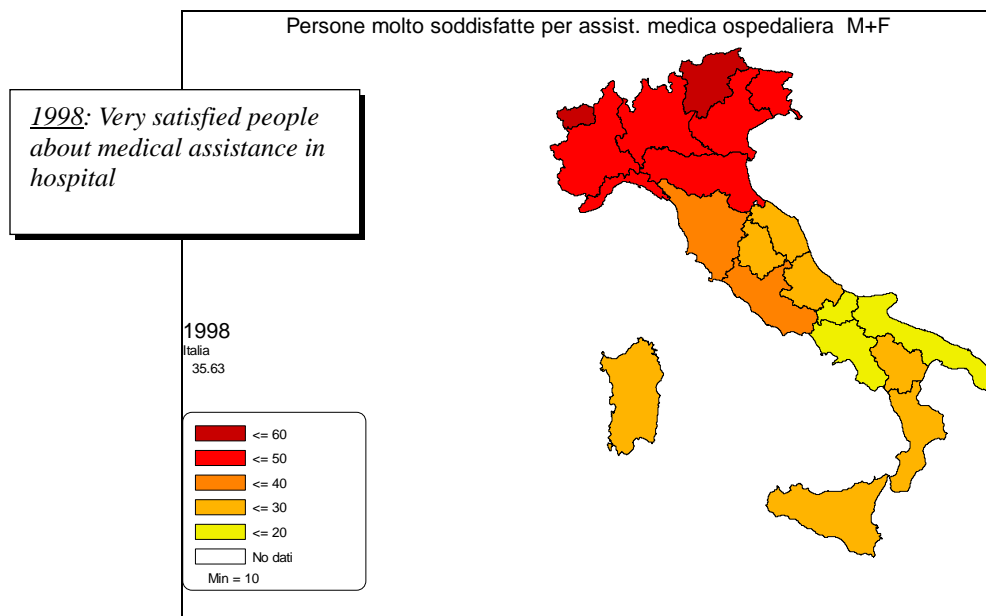 Persone molto soddisfatte per assist. medica ospedaliera M+F
1998: Very satisfied people
about medical assistance in
hospital
1998
Italia
35.63
<= 60
<= 50
<= 40
<= 30
<= 20
No dati
Min = 10